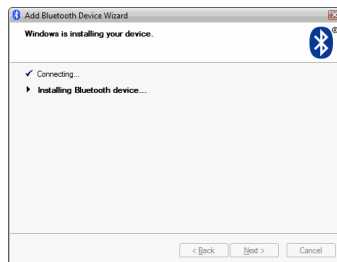 Add Bluetooth Device Wizard
Windows is installing your device.
Connecting...
Installing Bluetooth device...
< Back Next > Cancel